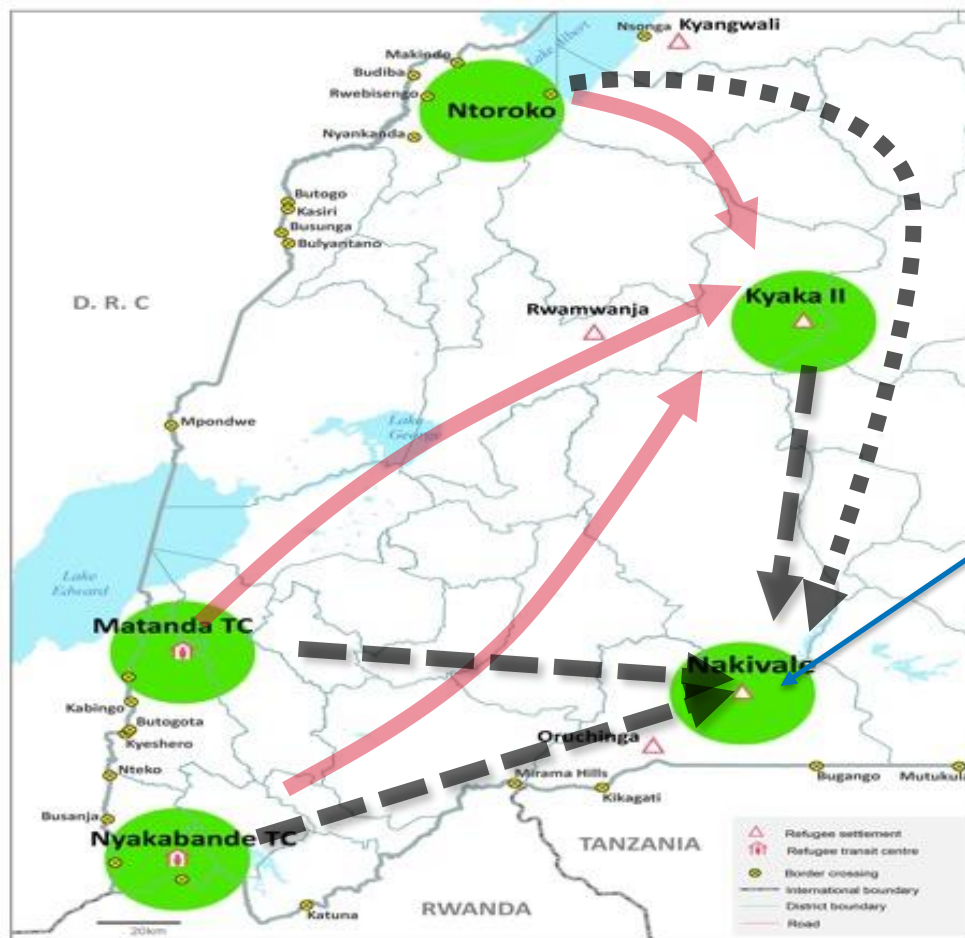 Nsonga
Kyangwali
Makindo
Lake Albert
Budiba
Rwebisengo
Ntoroko
Nyankanda
Butogo
Kasiri
Busunga
Bulyantano
D. R. C
Kyaka II
Rwamwanja
Mpondwe
Lake
George
Lake
Edward
Matanda TC
Nakivale
Kabingo
Butogota
Kyeshero
Oruchinga
Nteko
Mirama Hills
Bugango
Mutukula
Kikagati
Busanja
Nyakabande TC
TANZANIA
Katuna
RWANDA
20km
Refugee settlement
Refugee transit centre
Border crossing
International boundary
District boundary
Road